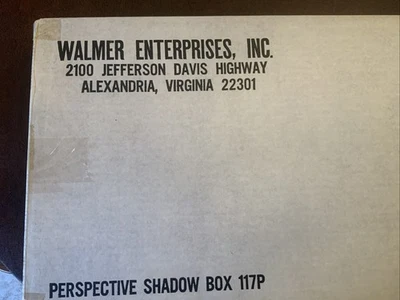 WALMER ENTERPRISES, INC.
2100 JEFFERSON DAVIS HIGHWAY
ALEXANDRIA, VIRGINIA 22301
PERSPECTIVE SHADOW BOX 117P